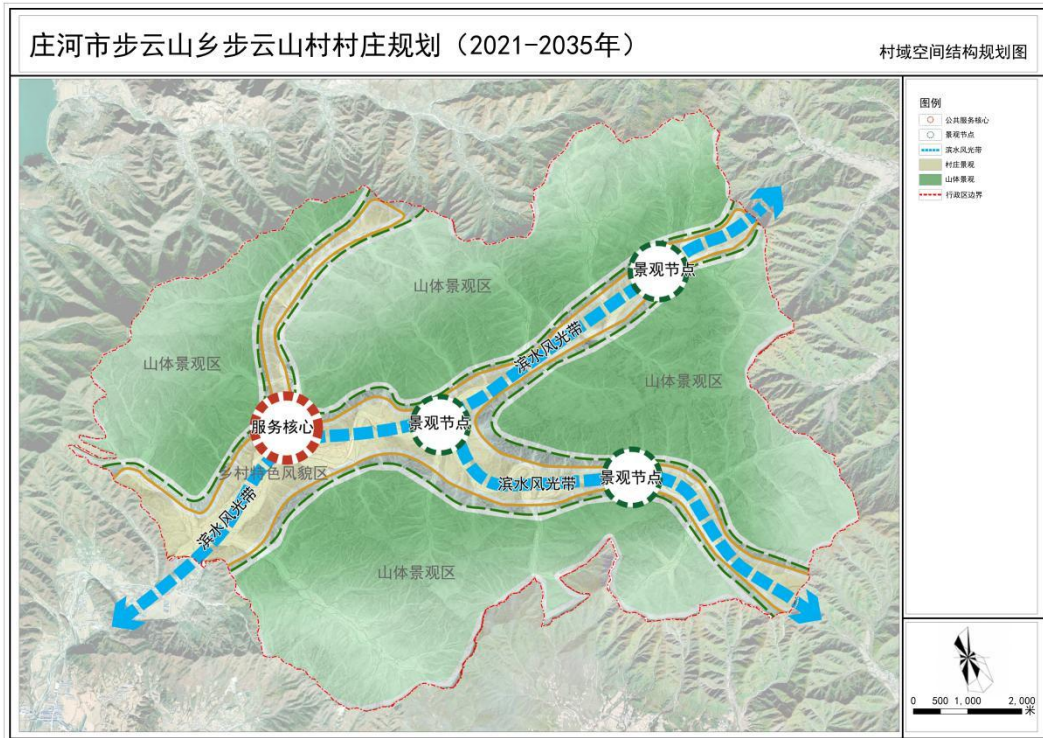 庄河市步云山乡步云山村村庄规划（2021-2035年）
村域空间结构规划图
图例
公共服务核心
景观节点
滨水风光带
村庄景观
山体景观
行政区边界
景观节点
山体景观区
滨水风光带
山体景观区
山体景观区
服务核心
景观节点
乡村特色风貌区
景观节点
滨水风光带
滨水风光带
山体景观区
0 500 1,000 2,000
米